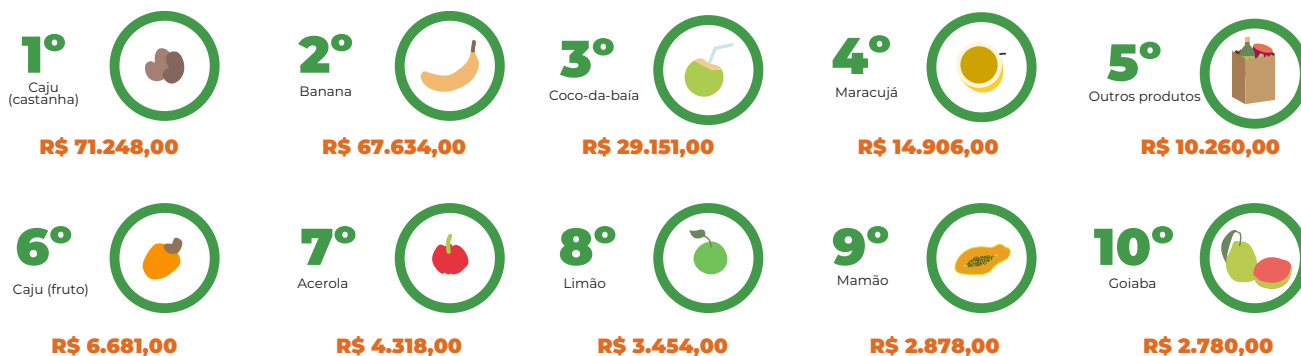 1º
Caju
(castanha)
R$ 71.248,00
2º
Banana
R$ 67.634,00
3º
Coco-da-baía
R$ 29.151,00
4º
Maracujá
R$ 14.906,00
5º
Outros produtos
R$ 10.260,00
6º
Caju (fruto)
R$ 6.681,00
7º
Acerola
R$ 4.318,00
8º
Limão
R$ 3.454,00
9º
Mamão
R$ 2.878,00
10º
Goiaba
R$ 2.780,00